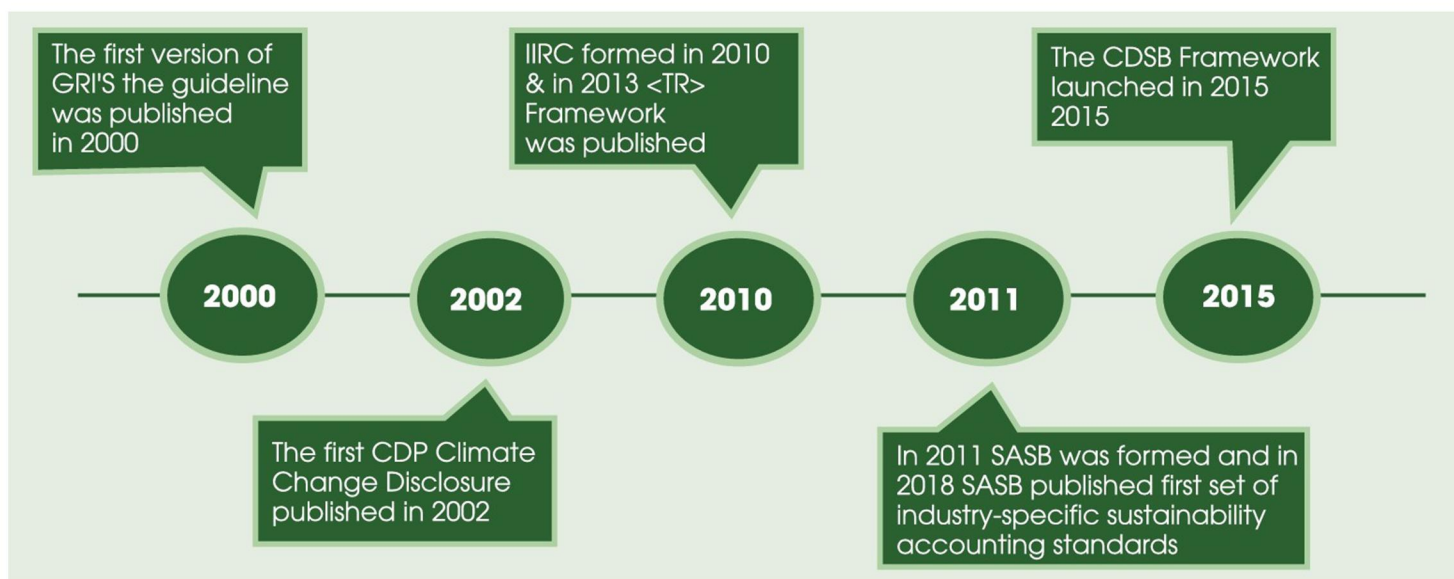 The first version of
GRI'S the guideline
was published
in 2000
IIRC formed in 2010
& in 2013 <TR>
Framework
was published
The CDSB Framework
launched in 2015
2015
2000
2002
2010
2011
2015
The first CDP Climate
Change Disclosure
published in 2002
In 2011 SASB was formed and in
2018 SASB published first set of
industry-specific sustainability
accounting standards